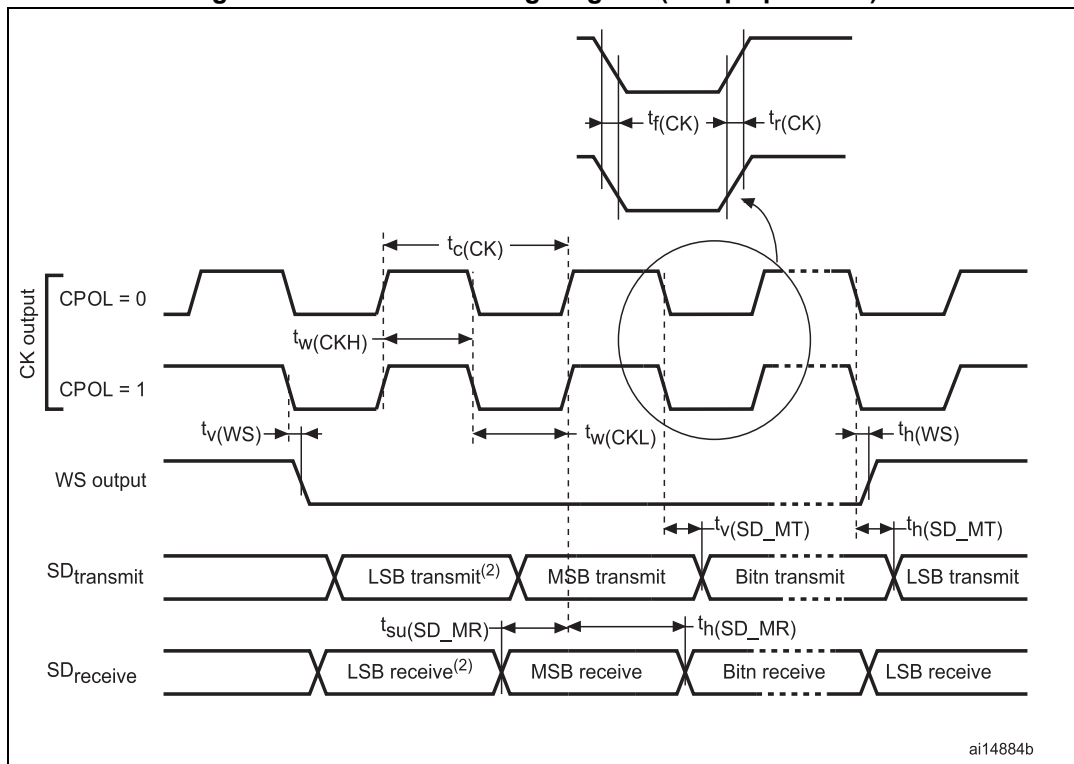 tf(CK)
tr(CK)
tc(CK)
CK output
CPOL = 0
tw(CKH)
CPOL = 1
tv(WS)
tw(CKL)
th(WS)
WS output
tv(SD_MT)
th(SD_MT)
SDtransmit
LSB transmit(2)
MSB transmit
Bitn transmit
LSB transmit
tsu(SD_MR)
th(SD_MR)
SDreceive
LSB receive(2)
MSB receive
Bitn receive
LSB receive
ai14884b